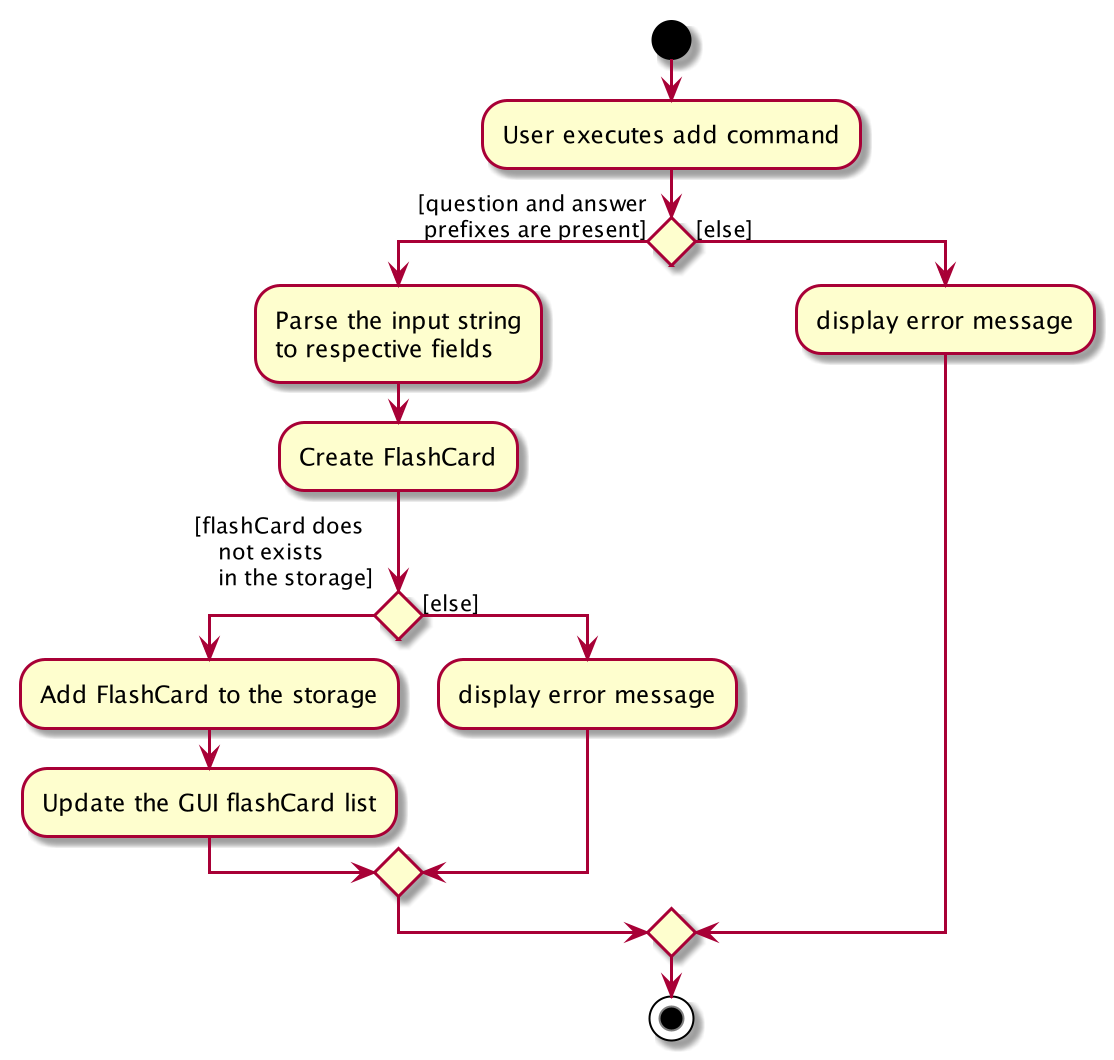 User executes add command
[question and answer
prefixes are present]
[else]
Parse the input string
to respective fields
display error message
Create FlashCard
[flashCard does
not exists
in the storage]
[else]
Add FlashCard to the storage
display error message
Update the GUI flashCard list